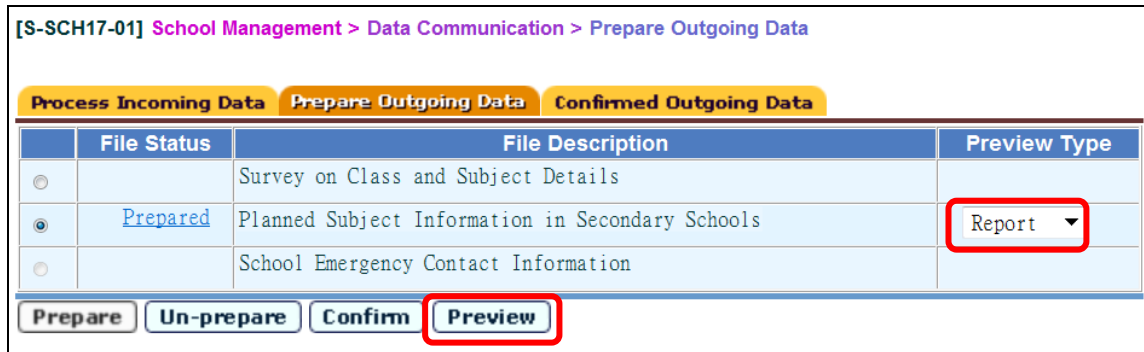 [S-SCH17-01] School Management > Data Communication > Prepare Outgoing Data
Process Incoming Data Prepare Outgoing Data Confirmed Outgoing Data
File Status File Description Preview Type
Survey on Class and Subject Details
Prepared Planned Subject Information in Secondary Schools Report
School Emergency Contact Information
Prepare Un-prepare Confirm Preview